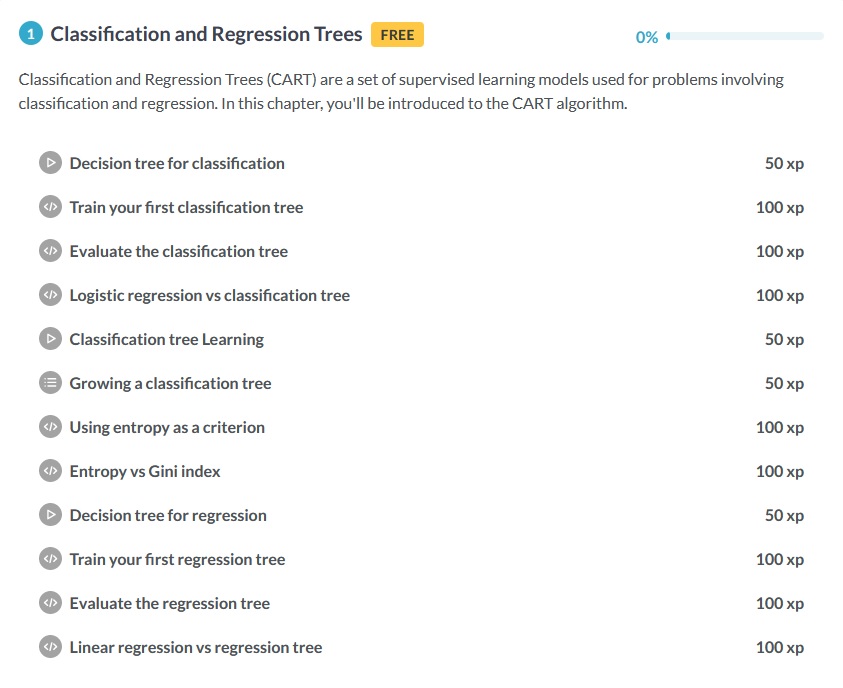 1 Classification and Regression Trees FREE 0%
Classification and Regression Trees (CART) are a set of supervised learning models used for problems involving
classification and regression. In this chapter, you'll be introduced to the CART algorithm.
Decision tree for classification 50 xp
Train your first classification tree 100 xp
Evaluate the classification tree 100 xp
Logistic regression vs classification tree 100 xp
Classification tree Learning 50 xp
Growing a classification tree 50 xp
Using entropy as a criterion 100 xp
Entropy vs Gini index 100 xp
Decision tree for regression 50 xp
Train your first regression tree 100 xp
Evaluate the regression tree 100 xp
Linear regression vs regression tree 100 xp